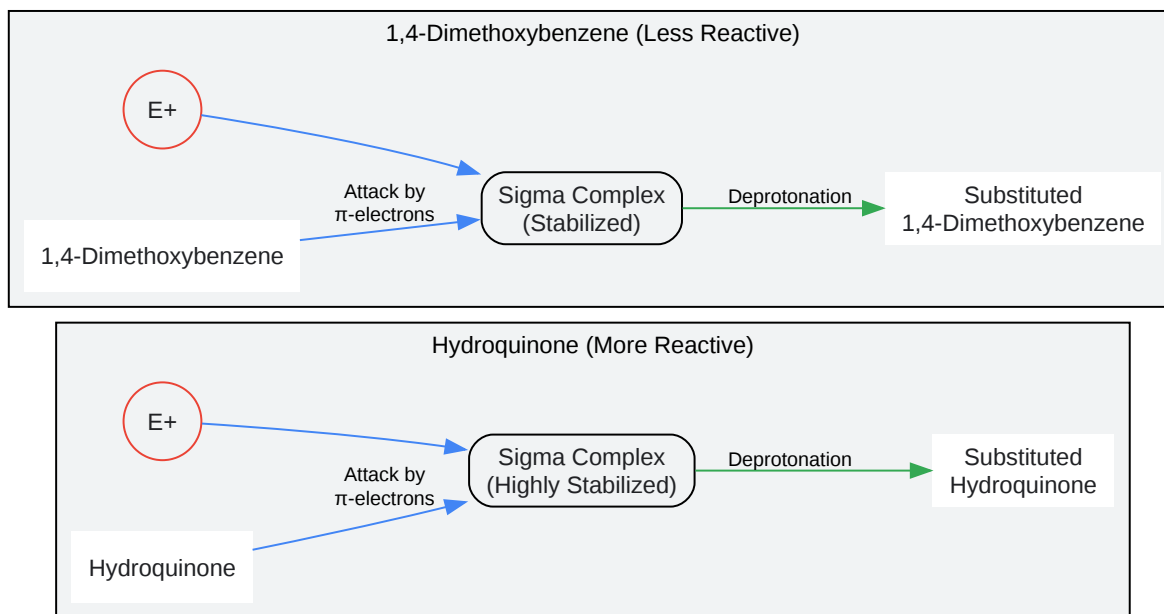 1,4-Dimethoxybenzene (Less Reactive)
E+
Attack by
π-electrons
1,4-Dimethoxybenzene
Sigma Complex
(Stabilized)
Deprotonation
Substituted
1,4-Dimethoxybenzene
Hydroquinone (More Reactive)
E+
Attack by
π-electrons
Hydroquinone
Sigma Complex
(Highly Stabilized)
Deprotonation
Substituted
Hydroquinone